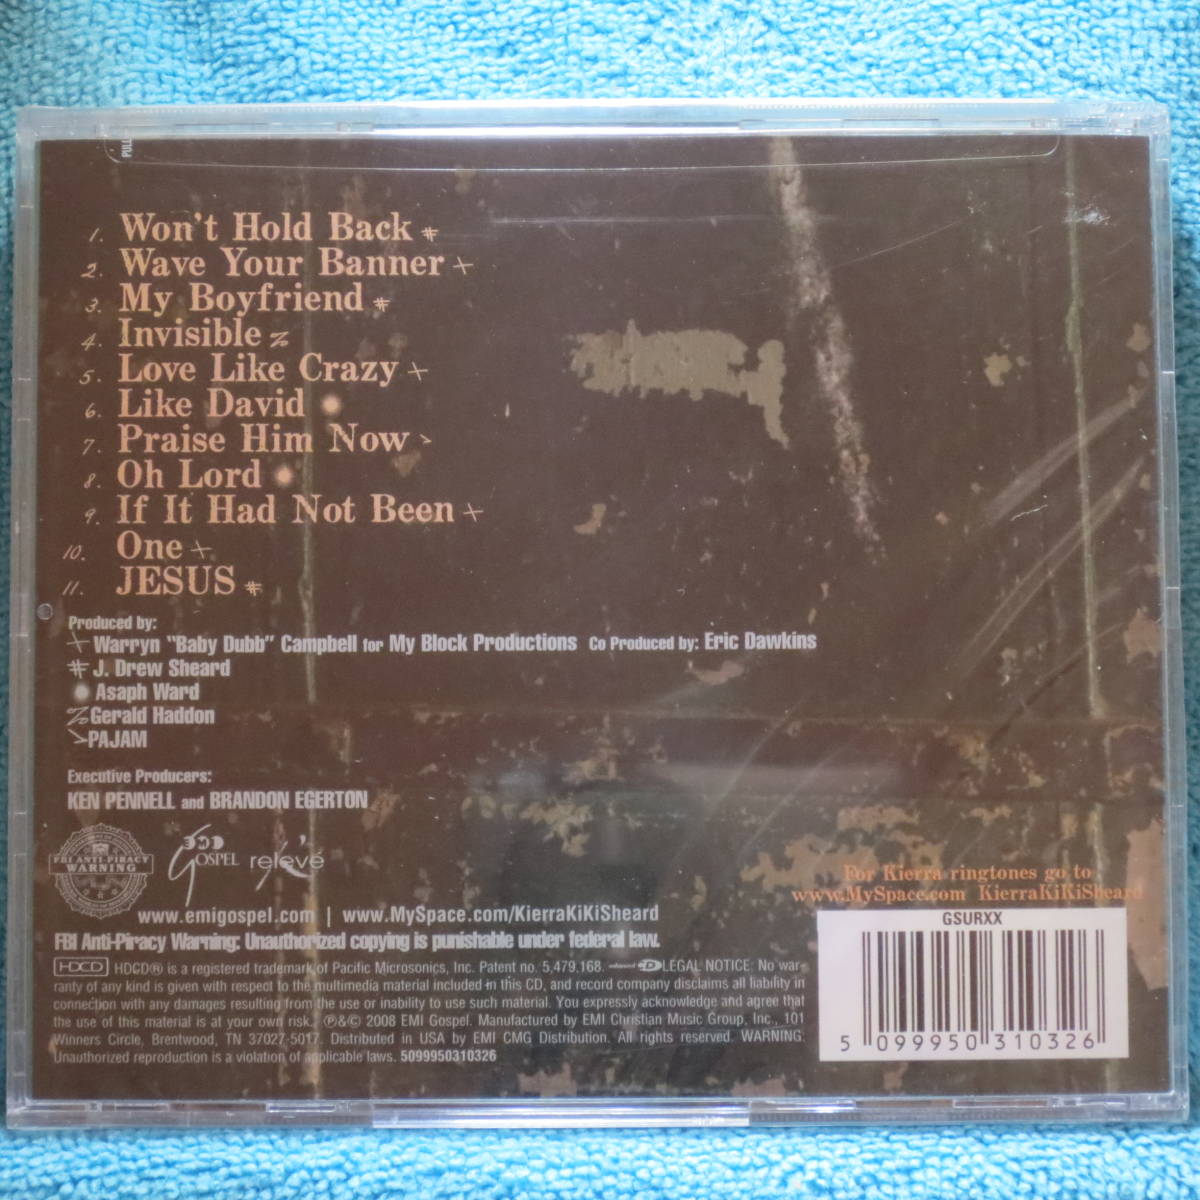 PULL
1. Won't Hold Back #
2. Wave Your Banner +
3. My Boyfriend #
4. Invisible %
5. Love Like Crazy +
6. Like David
7. Praise Him Now >
8. Oh Lord
9. If It Had Not Been +
10. One +
11. JESUS #
Produced by:
+ Warryn "Baby Dubb" Campbell for My Block Productions Co Produced by: Eric Dawkins
# J. Drew Sheard
Asaph Ward
% Gerald Haddon
> PAJAM
Executive Producers:
KEN PENNELL and BRANDON EGERTON
FBI ANTI-PIRACY
WARNING
EMI GOSPEL relévé
For Kierra ringtones go to
www.MySpace.com KierraKiKiSheard
www.emigospel.com | www.MySpace.com/KierraKiKiSheard
FBI Anti-Piracy Warning: Unauthorized copying is punishable under federal law.
HDCD HDCD® is a registered trademark of Pacific Microsonics, Inc. Patent no. 5,479,168. enhanced CD LEGAL NOTICE: No war-
ranty of any kind is given with respect to the multimedia material included in this CD, and record company disclaims all liability in
connection with any damages resulting from the use or inability to use such material. You expressly acknowledge and agree that
the use of this material is at your own risk. ℗&© 2008 EMI Gospel. Manufactured by EMI Christian Music Group, Inc., 101
Winners Circle, Brentwood, TN 37027-5017. Distributed in USA by EMI CMG Distribution. All rights reserved. WARNING:
Unauthorized reproduction is a violation of applicable laws. 5099950310326
GSURXX
5 099950 310326